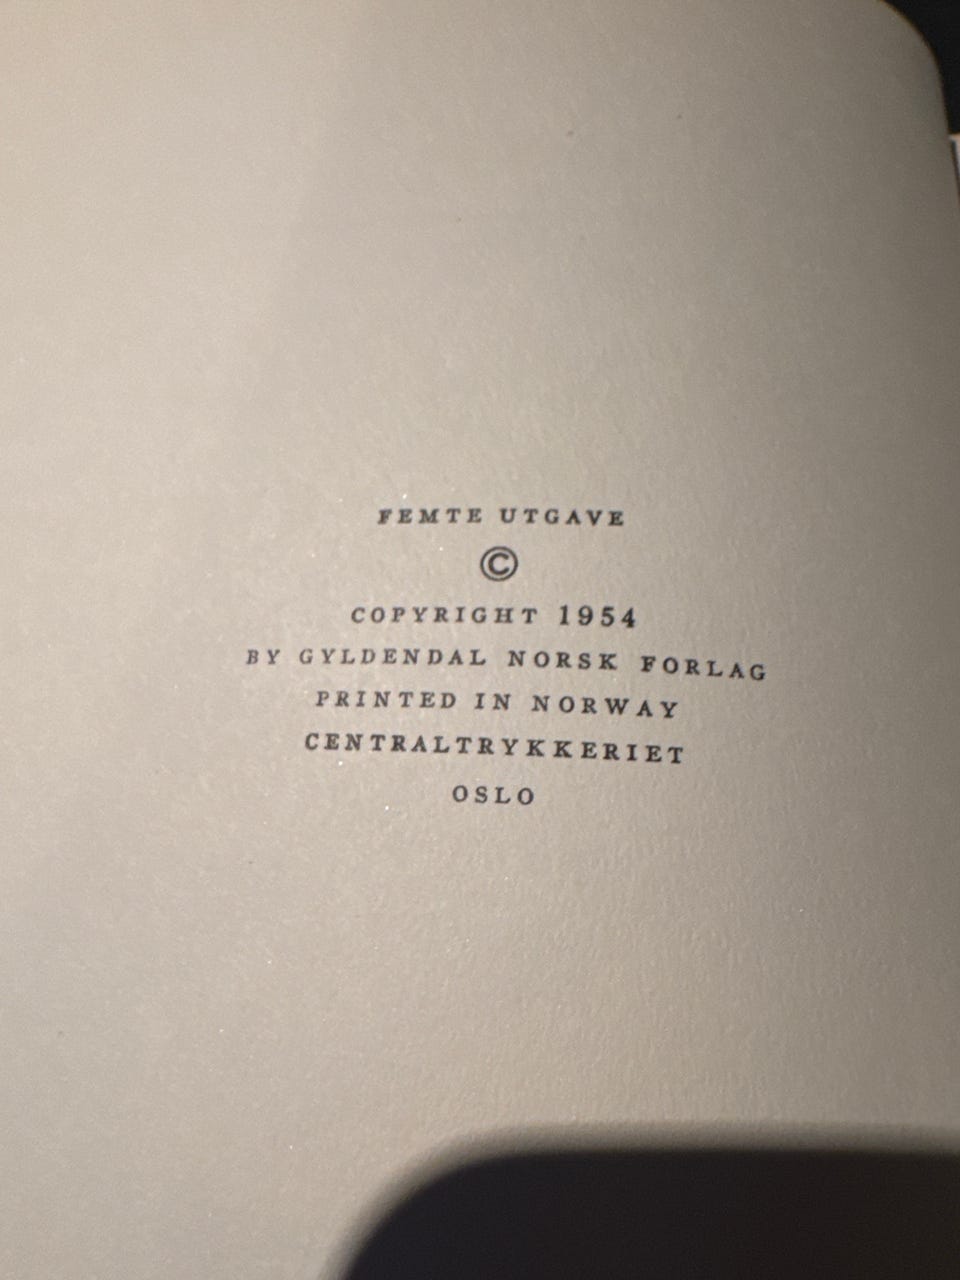 FEMTE UTGAVE
©
COPYRIGHT 1954
BY GYLDENDAL NORSK FORLAG
PRINTED IN NORWAY
CENTRALTRYKKERIET
OSLO